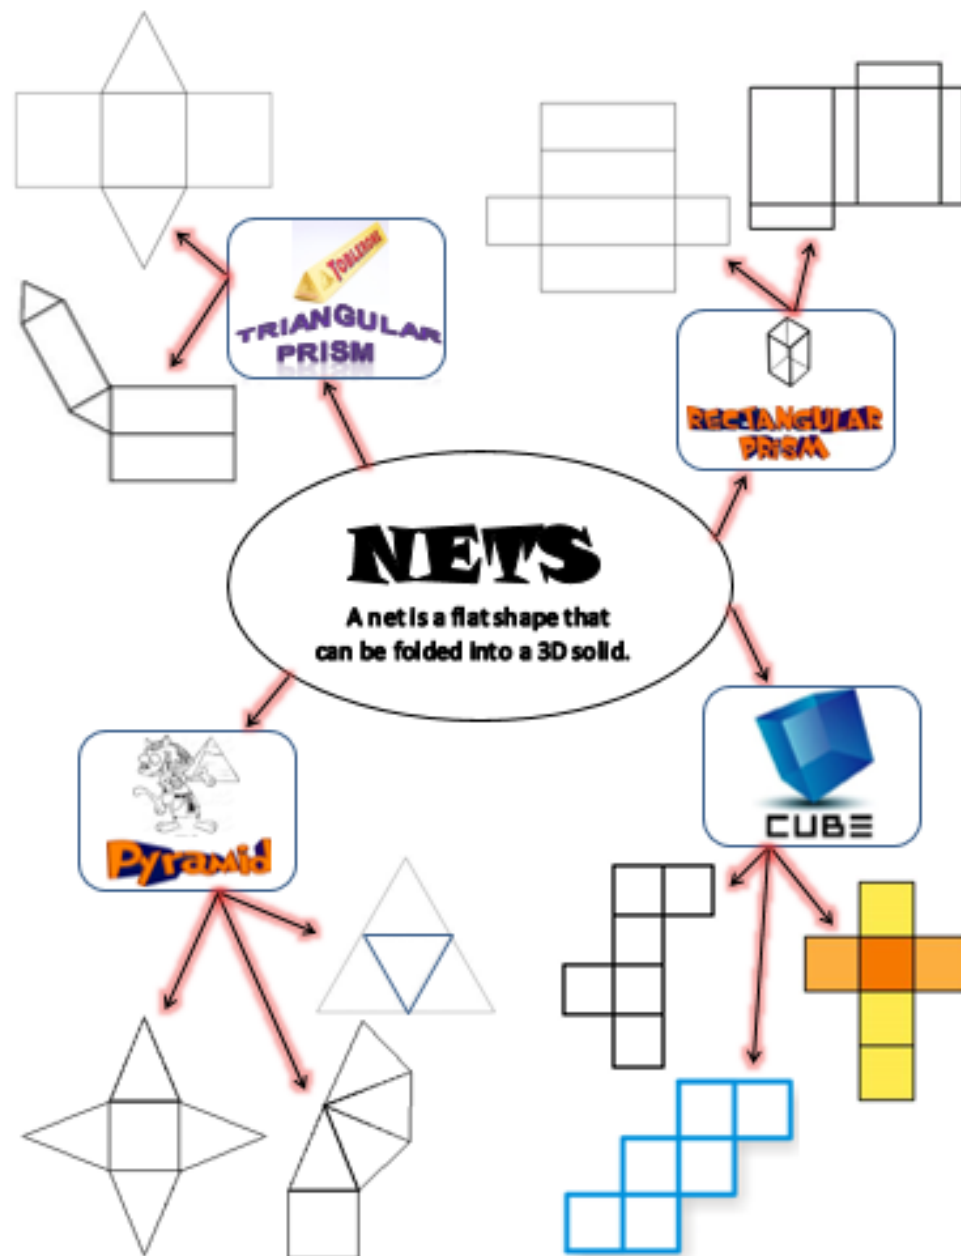 TOBLERONE
TRIANGULAR
PRISM
RECTANGULAR
PRISM
NETS
A net is a flat shape that
can be folded into a 3D solid.
Pyramid
CUBE